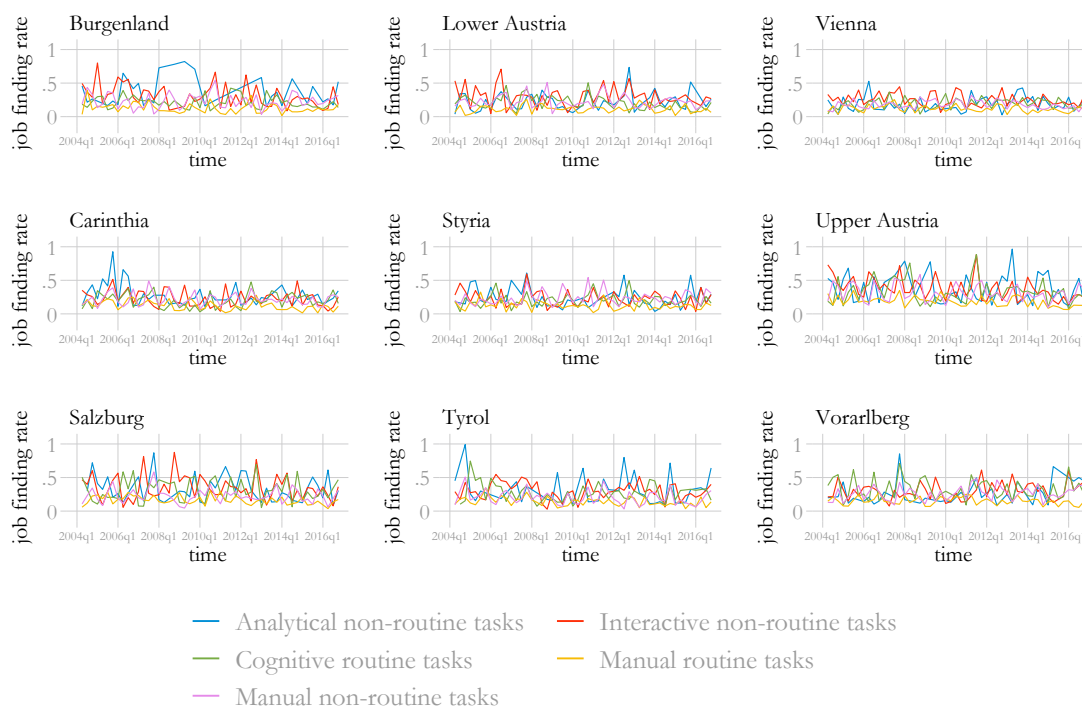 Burgenland
Lower Austria
Vienna
job finding rate
1
.5
0
2004q1 2006q1 2008q1 2010q1 2012q1 2014q1 2016q1
time
job finding rate
1
.5
0
2004q1 2006q1 2008q1 2010q1 2012q1 2014q1 2016q1
time
job finding rate
1
.5
0
2004q1 2006q1 2008q1 2010q1 2012q1 2014q1 2016q
time
Carinthia
Styria
Upper Austria
job finding rate
1
.5
0
2004q1 2006q1 2008q1 2010q1 2012q1 2014q1 2016q1
time
job finding rate
1
.5
0
2004q1 2006q1 2008q1 2010q1 2012q1 2014q1 2016q1
time
job finding rate
1
.5
0
2004q1 2006q1 2008q1 2010q1 2012q1 2014q1 2016q
time
Salzburg
Tyrol
Vorarlberg
job finding rate
1
.5
0
2004q1 2006q1 2008q1 2010q1 2012q1 2014q1 2016q1
time
job finding rate
1
.5
0
2004q1 2006q1 2008q1 2010q1 2012q1 2014q1 2016q1
time
job finding rate
1
.5
0
2004q1 2006q1 2008q1 2010q1 2012q1 2014q1 2016q
time
Analytical non-routine tasks
Interactive non-routine tasks
Cognitive routine tasks
Manual routine tasks
Manual non-routine tasks